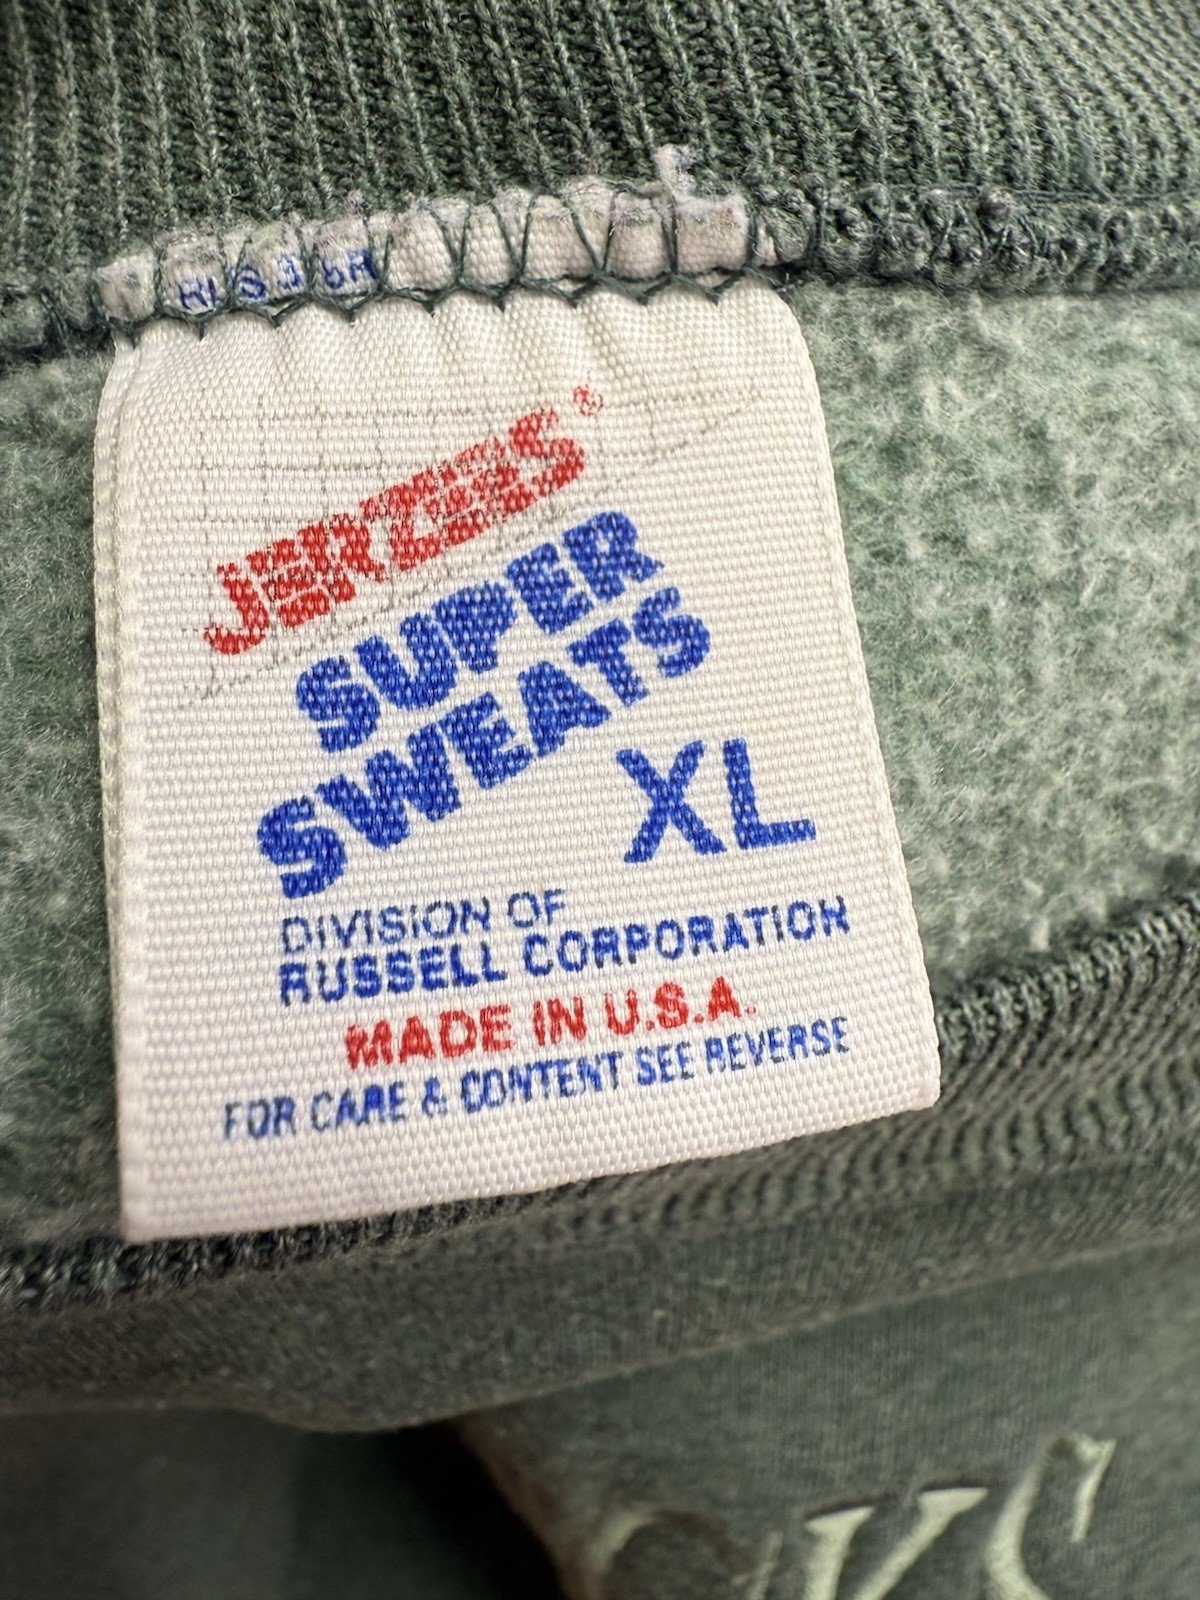 JERZEES®
SUPER
SWEATS
XL
DIVISION OF
RUSSELL CORPORATION
MADE IN U.S.A.
FOR CARE & CONTENT SEE REVERSE